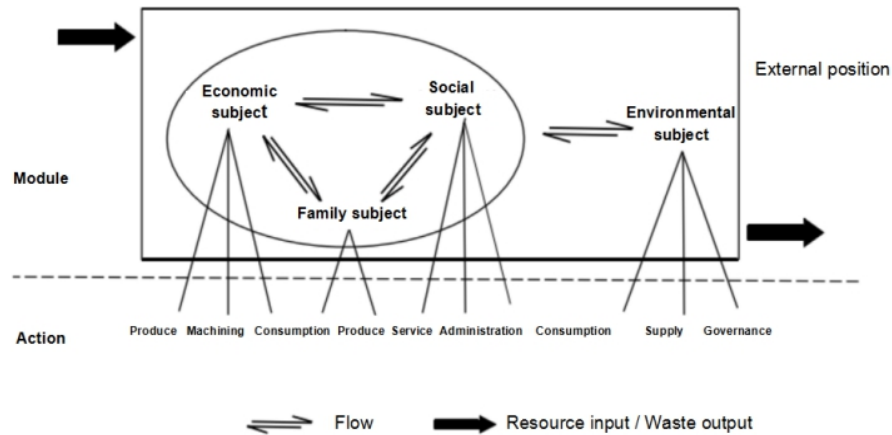 External position
Economic
subject
Social
subject
Environmental
subject
Module
Family subject
Produce Machining Consumption Produce Service Administration Consumption Supply Governance
Action
Flow
Resource input / Waste output